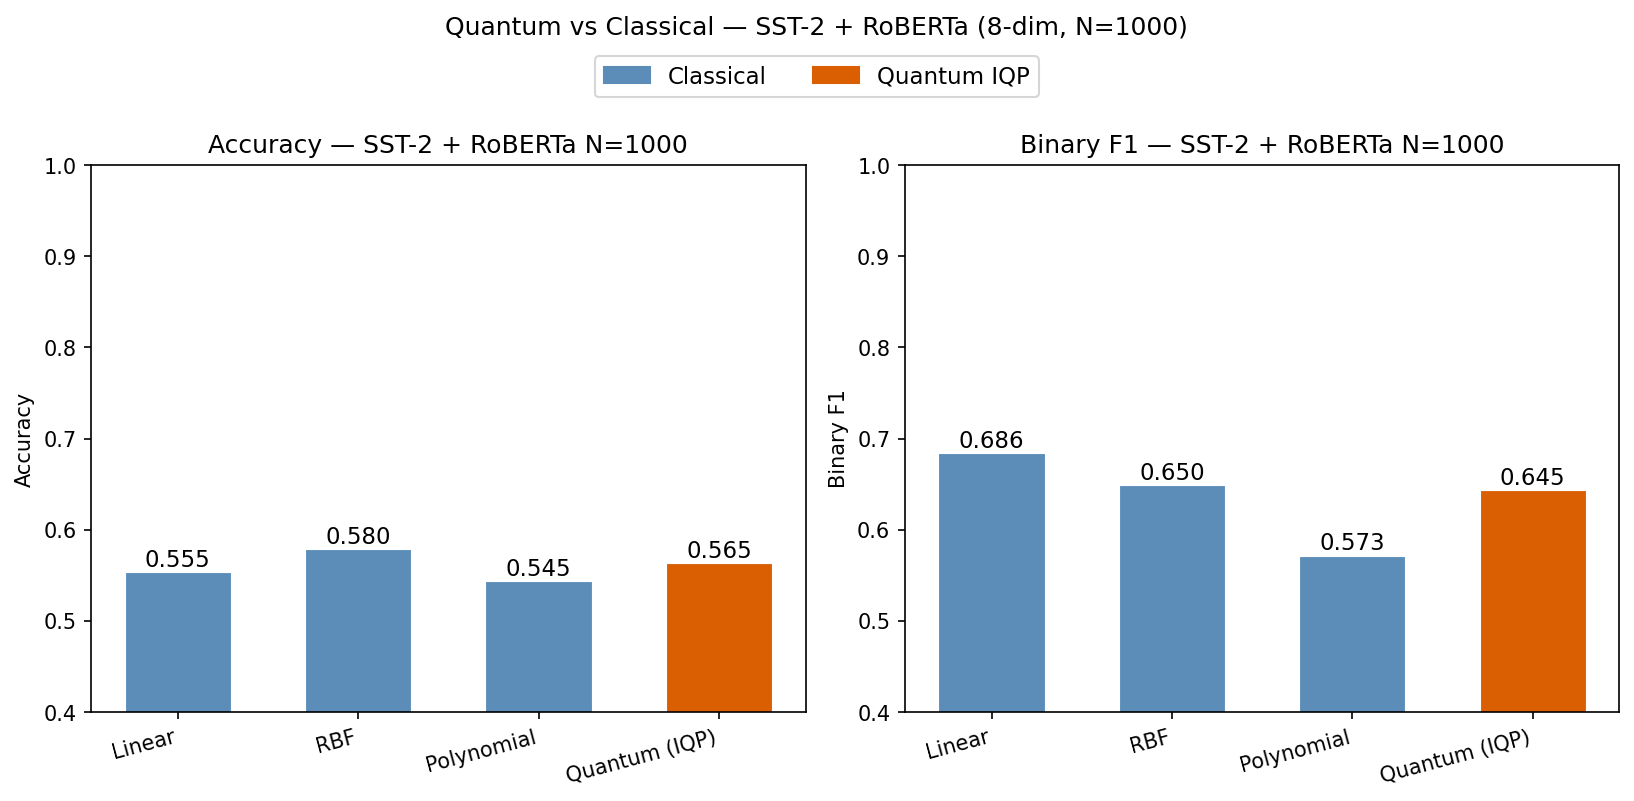 Quantum vs Classical — SST-2 + RoBERTa (8-dim, N=1000)
Classical
Quantum IQP
Accuracy — SST-2 + RoBERTa N=1000
Accuracy
1.0
0.9
0.8
0.7
0.6
0.5
0.4
0.555
0.580
0.545
0.565
Linear
RBF
Polynomial
Quantum (IQP)
Binary F1 — SST-2 + RoBERTa N=1000
Binary F1
1.0
0.9
0.8
0.7
0.6
0.5
0.4
0.686
0.650
0.573
0.645
Linear
RBF
Polynomial
Quantum (IQP)